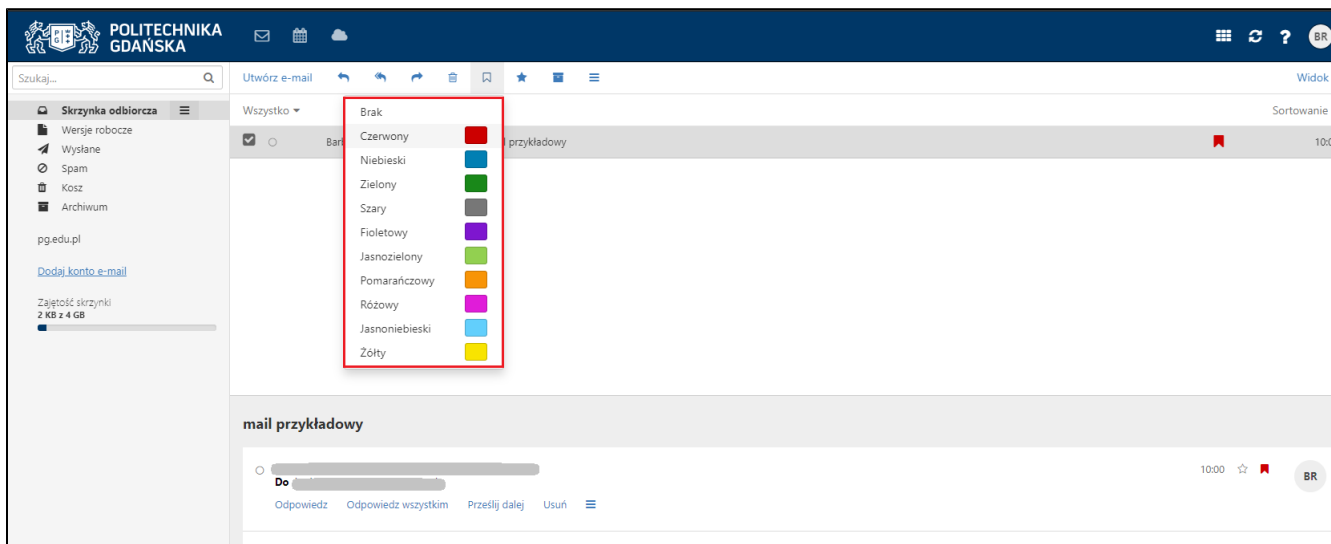 POLITECHNIKA
GDAŃSKA
BR
Szukaj...
Utwórz e-mail
Widok
Skrzynka odbiorcza
Wersje robocze
Wysłane
Spam
Kosz
Archiwum
pg.edu.pl
Dodaj konto e-mail
Zajętość skrzynki
2 KB z 4 GB
Wszystko
Sortowanie
przykładowy
Brak
Czerwony
Niebieski
Zielony
Szary
Fioletowy
Jasnozielony
Pomarańczowy
Różowy
Jasnoniebieski
Żółty
mail przykładowy
10:00
BR
Do
Odpowiedz Odpowiedz wszystkim Prześlij dalej Usuń